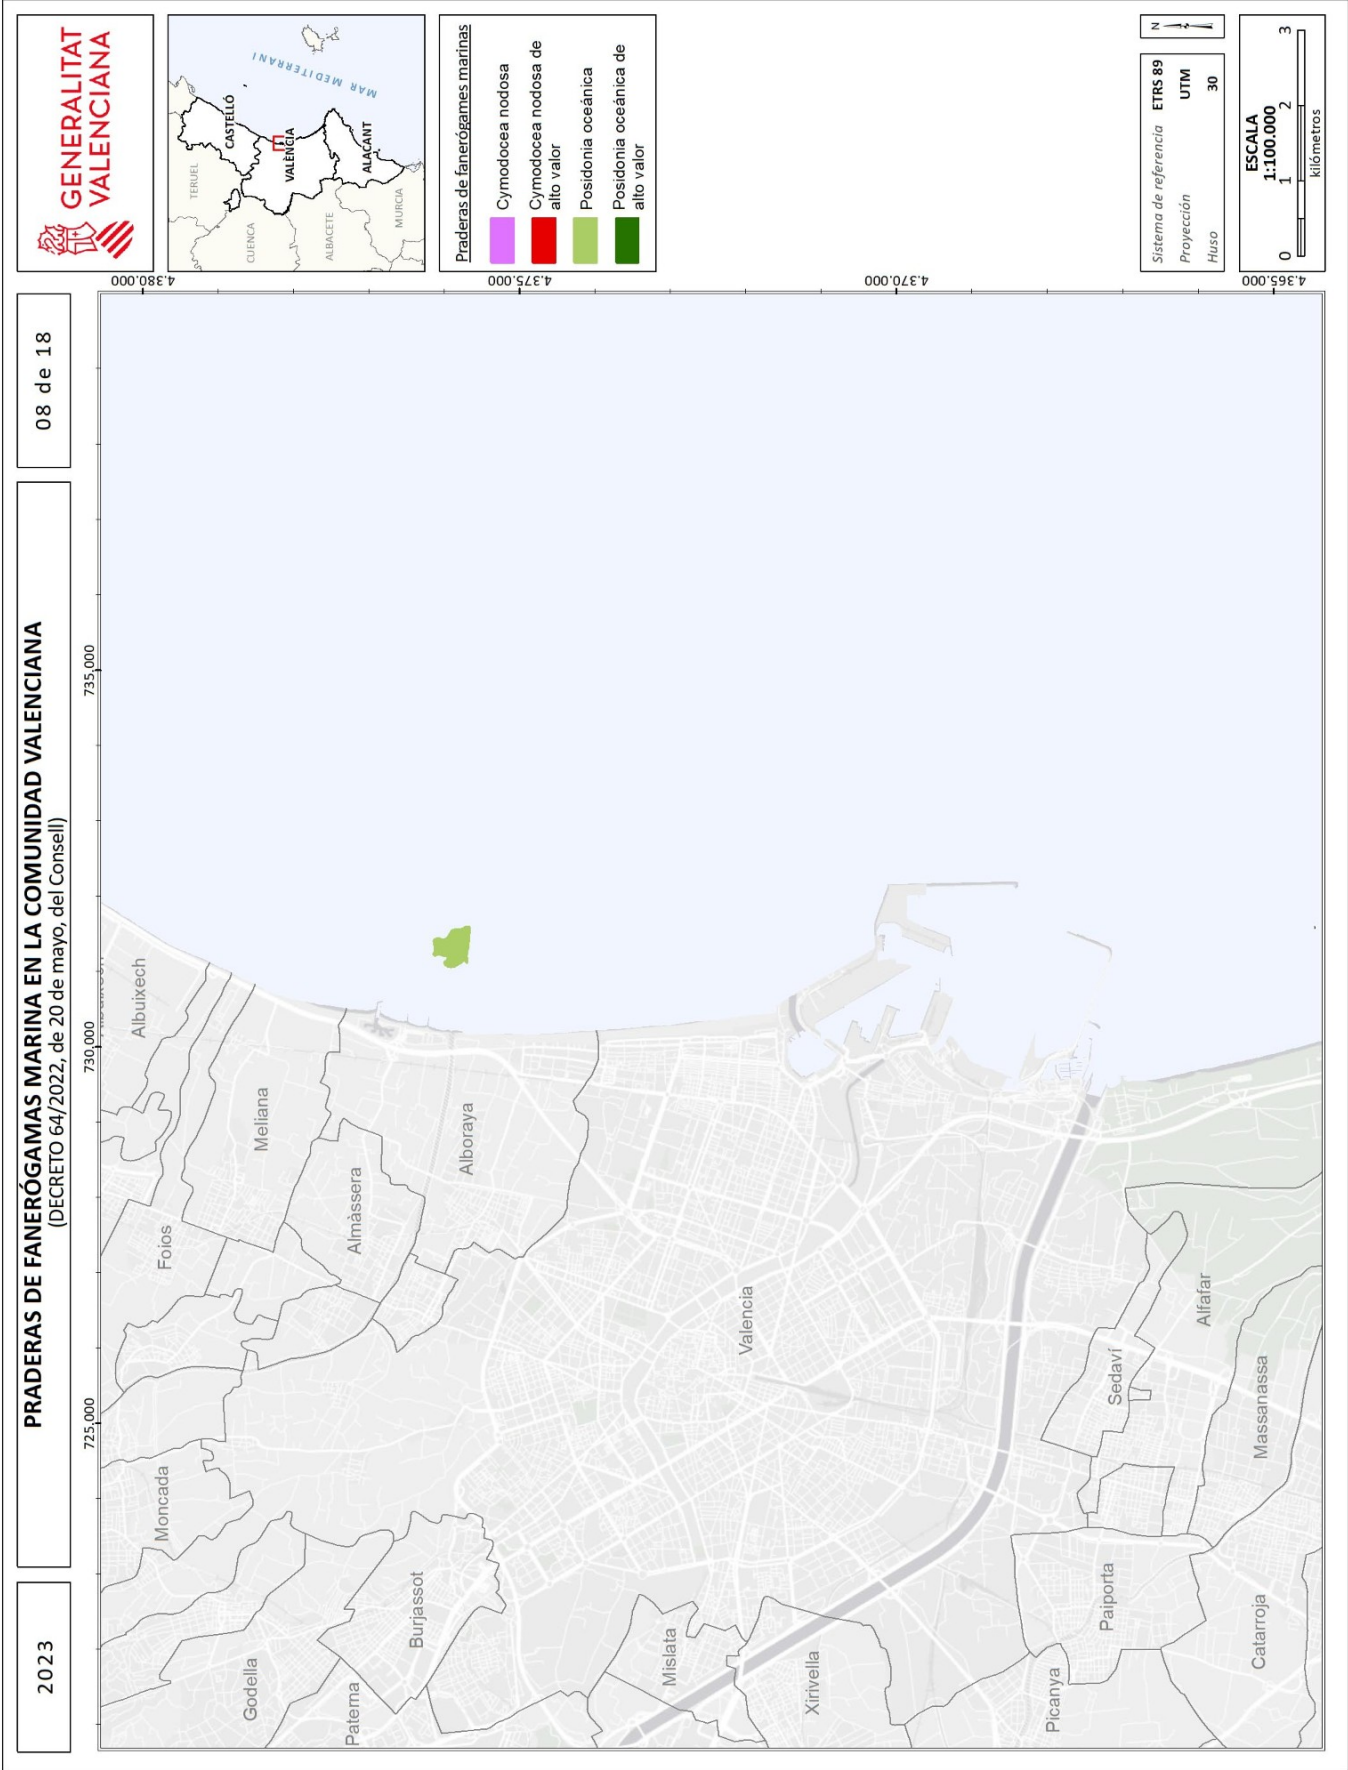 2023
PRADERAS DE FANERÓGAMAS MARINA EN LA COMUNIDAD VALENCIANA
(DECRETO 64/2022, de 20 de mayo, del Consell)
08 de 18
GENERALITAT
VALENCIANA
TERUEL
CASTELLÓ
CUENCA
VALÈNCIA
MAR MEDITERRANI
ALBACETE
ALACANT
MURCIA
Praderas de fanerógames marinas
Cymodocea nodosa
Cymodocea nodosa de
alto valor
Posidonia oceánica
Posidonia oceánica de
alto valor
Sistema de referencia ETRS 89
Proyección UTM
Huso 30
N
ESCALA
1:100.000
0 1 2 3
kilómetros
725.000
730.000
735.000
4.380.000
4.375.000
4.370.000
4.365.000
Moncada
Foios
Albuixech
Albuixech
Godella
Meliana
Paterna
Almàssera
Burjassot
Alboraya
Mislata
Valencia
Xirivella
Picanya
Paiporta
Sedaví
Alfafar
Catarroja
Massanassa